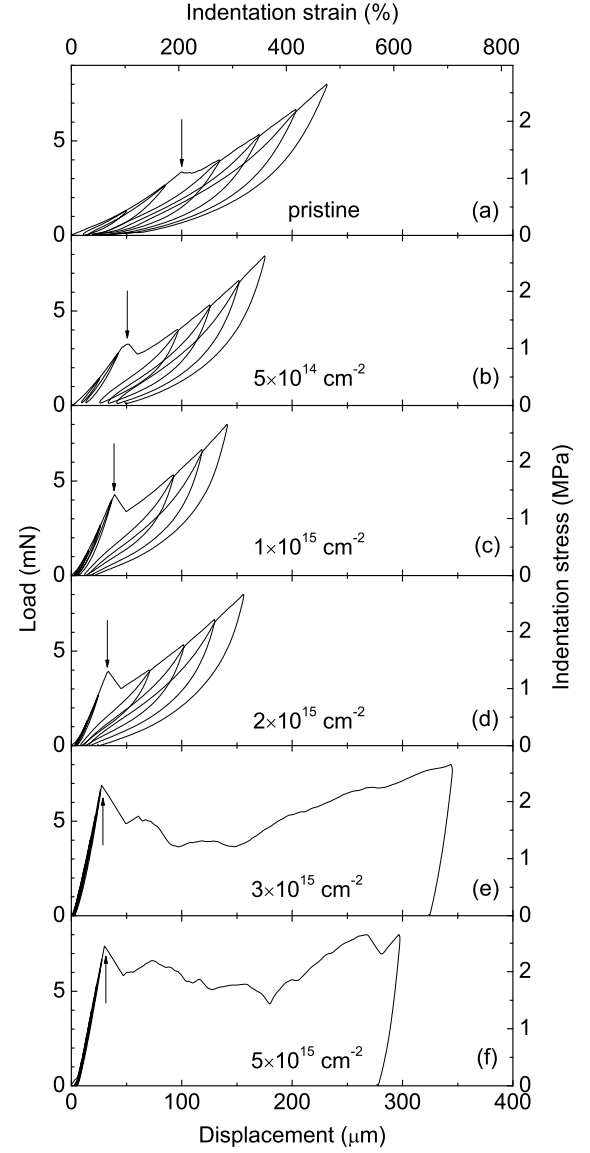 Indentation strain (%)
0 200 400 600 800
5 2
1
pristine (a)
0 0
5 2
1
5×10¹⁴ cm⁻² (b)
0 0
5 2
1
1×10¹⁵ cm⁻² (c)
0 0
Load (mN)
Indentation stress (MPa)
5 2
1
2×10¹⁵ cm⁻² (d)
0 0
5 2
1
3×10¹⁵ cm⁻² (e)
0 0
5 2
1
5×10¹⁵ cm⁻² (f)
0 0
0 100 200 300 400
Displacement (μm)